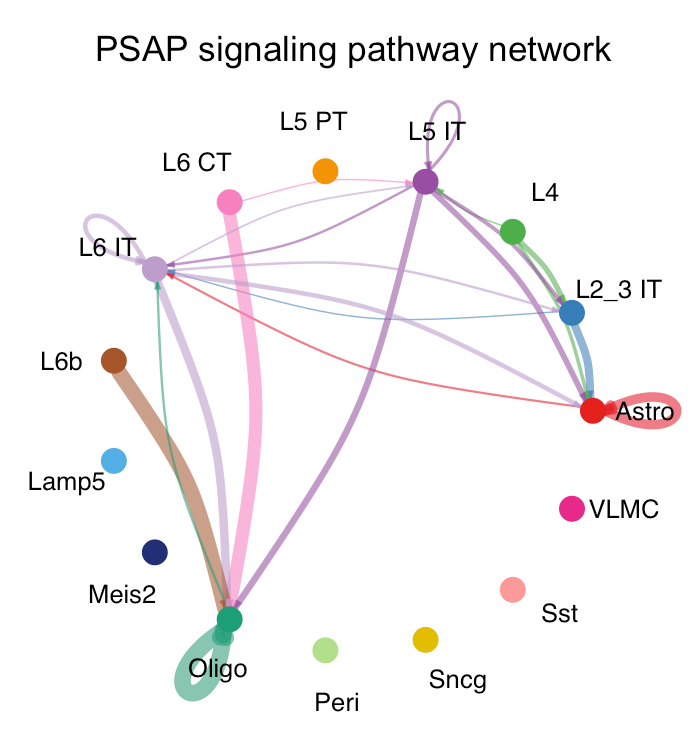 PSAP signaling pathway network
L5 PT
L5 IT
L6 CT
L4
L6 IT
L2_3 IT
L6b
Astro
Lamp5
VLMC
Meis2
Sst
Oligo
Sncg
Peri